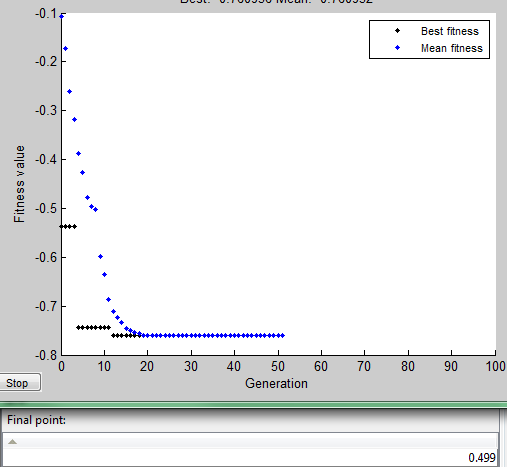 Best fitness
Mean fitness
-0.1
-0.2
-0.3
-0.4
-0.5
-0.6
-0.7
-0.8
Fitness value
0 10 20 30 40 50 60 70 80 90 100
Generation
Stop
Final point:
0.499